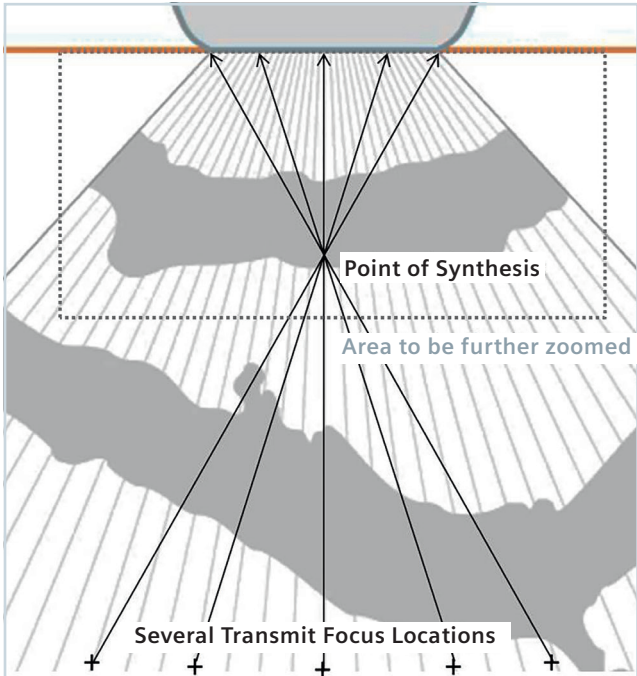 Point of Synthesis
Area to be further zoomed
Several Transmit Focus Locations